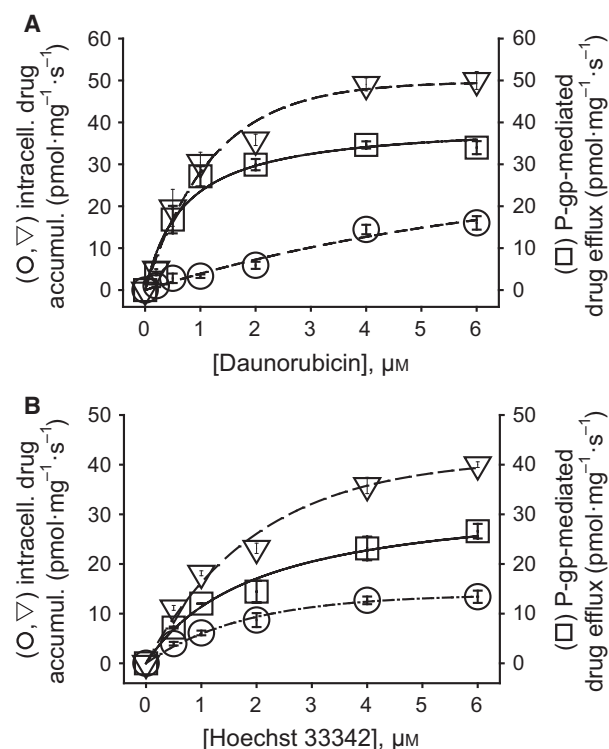 A
(O, ▽) intracell. drug
accumul. (pmol·mg⁻¹·s⁻¹)
60
50
40
30
20
10
0
60
50
40
30
20
10
0
(□) P-gp-mediated
drug efflux (pmol·mg⁻¹·s⁻¹)
0 1 2 3 4 5 6
[Daunorubicin], μM
B
(O, ▽) intracell. drug
accumul. (pmol·mg⁻¹·s⁻¹)
50
40
30
20
10
0
50
40
30
20
10
0
(□) P-gp-mediated
drug efflux (pmol·mg⁻¹·s⁻¹)
0 1 2 3 4 5 6
[Hoechst 33342], μM